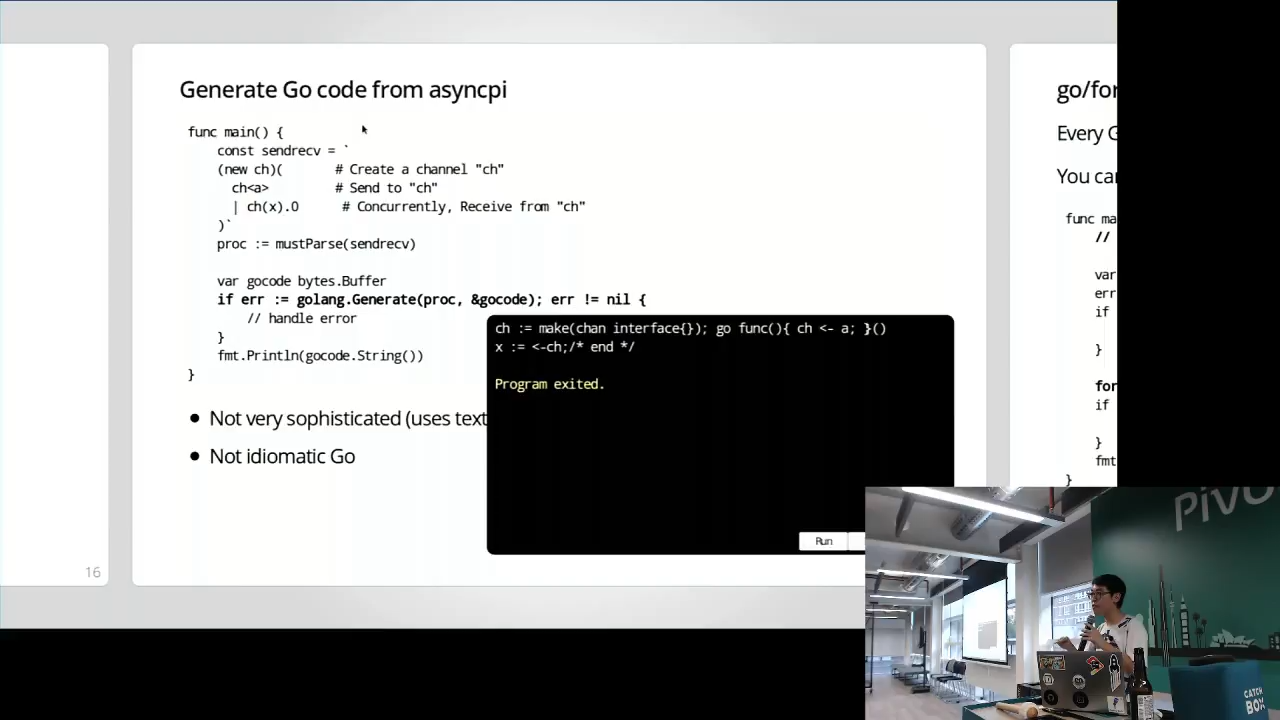 Generate Go code from asyncpi
func main() {
    const sendrecv = `
    (new ch)(       # Create a channel "ch"
      ch<a>         # Send to "ch"
      | ch(x).0      # Concurrently, Receive from "ch"
    )`
    proc := mustParse(sendrecv)
    var gocode bytes.Buffer
    if err := golang.Generate(proc, &gocode); err != nil {
        // handle error
    }
    fmt.Println(gocode.String())
}
● Not very sophisticated (uses text
● Not idiomatic Go
ch := make(chan interface{}); go func(){ ch <- a; }()
x := <-ch;/* end */
Program exited.
Run
16
go/for
Every G
You can
func ma
//
var
err
if
}
for
if
}
fmt
}
Pivo
CATCH
BOX